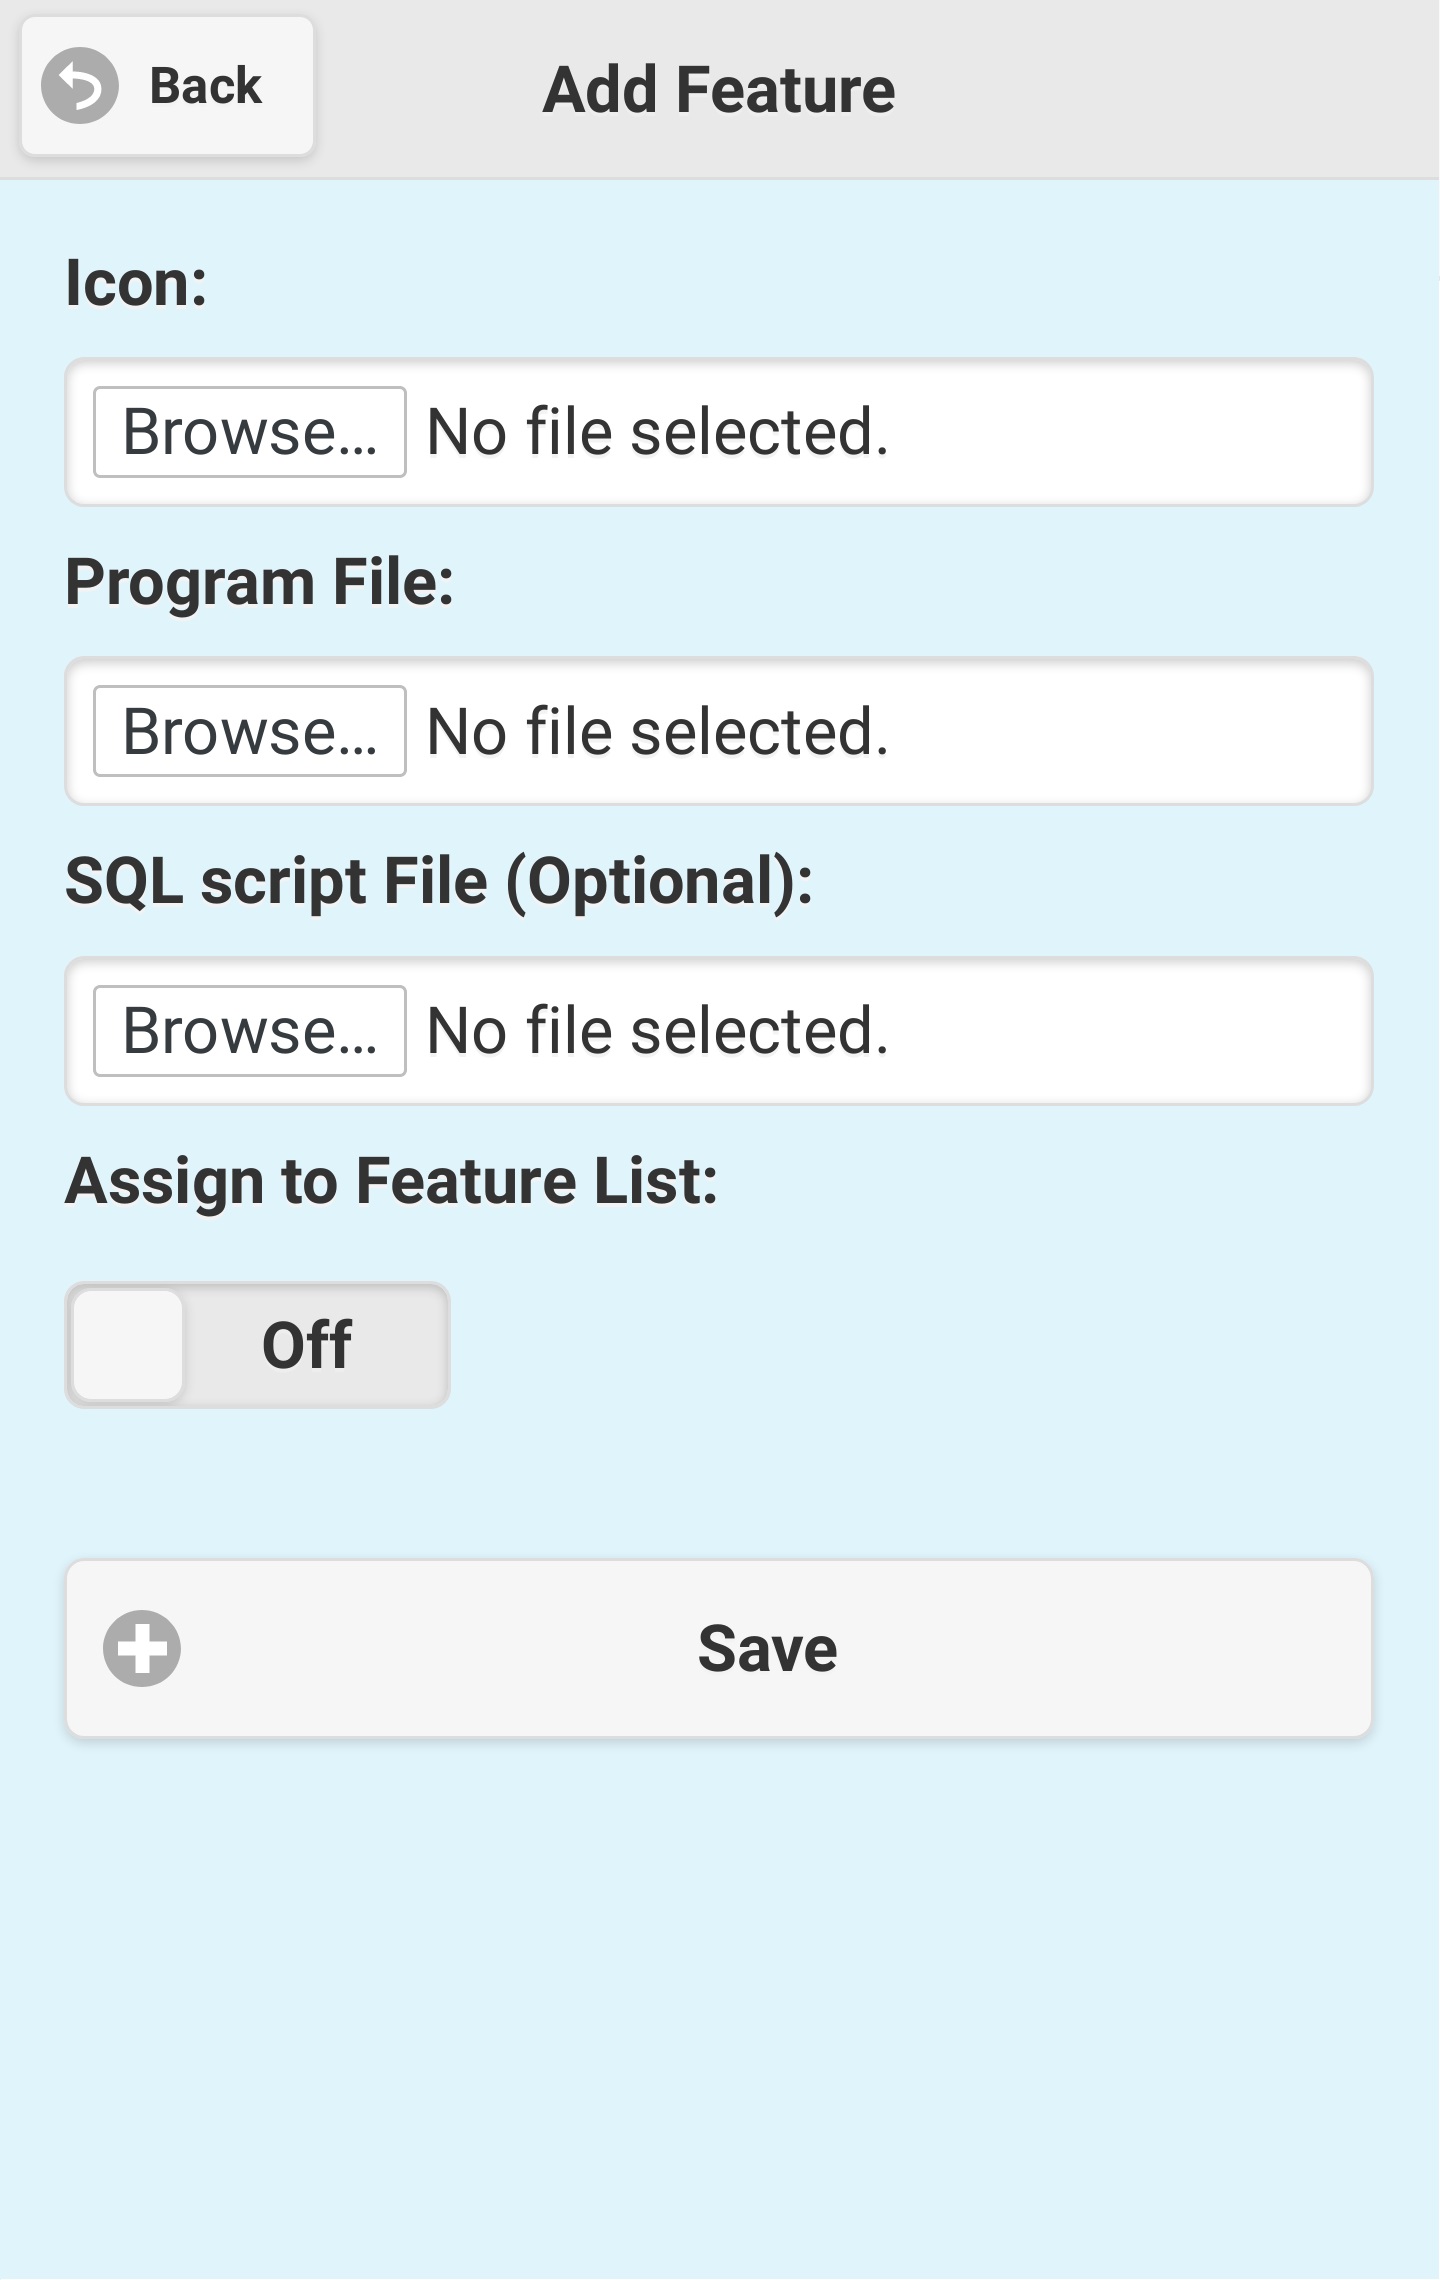 Back
Add Feature
Icon:
Browse... No file selected.
Program File:
Browse... No file selected.
SQL script File (Optional):
Browse... No file selected.
Assign to Feature List:
Off
Save